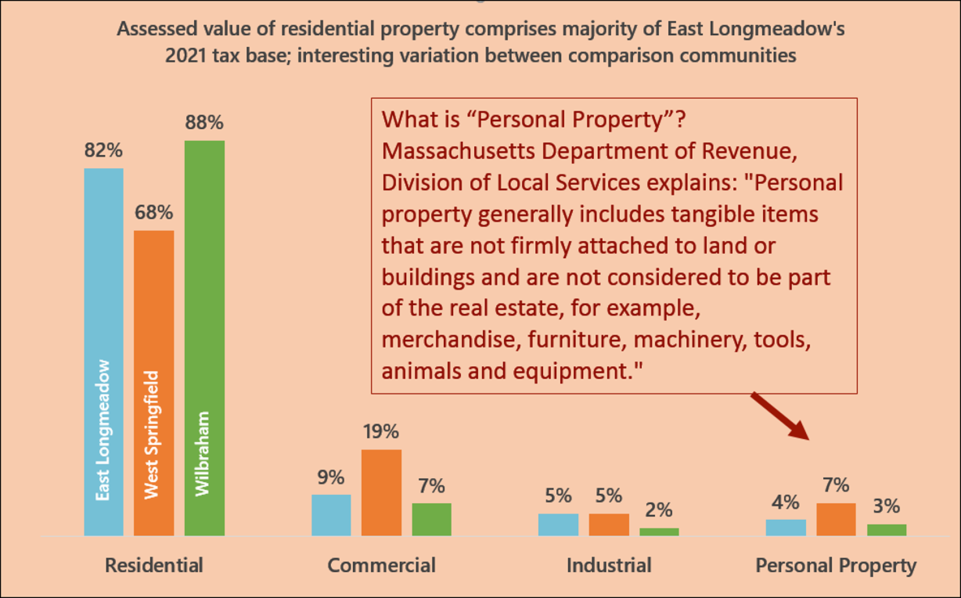 Assessed value of residential property comprises majority of East Longmeadow's
2021 tax base; interesting variation between comparison communities
What is “Personal Property”?
Massachusetts Department of Revenue,
Division of Local Services explains: "Personal
property generally includes tangible items
that are not firmly attached to land or
buildings and are not considered to be part
of the real estate, for example,
merchandise, furniture, machinery, tools,
animals and equipment."
82%
68%
88%
East Longmeadow
West Springfield
Wilbraham
9%
19%
7%
5%
5%
2%
4%
7%
3%
Residential
Commercial
Industrial
Personal Property